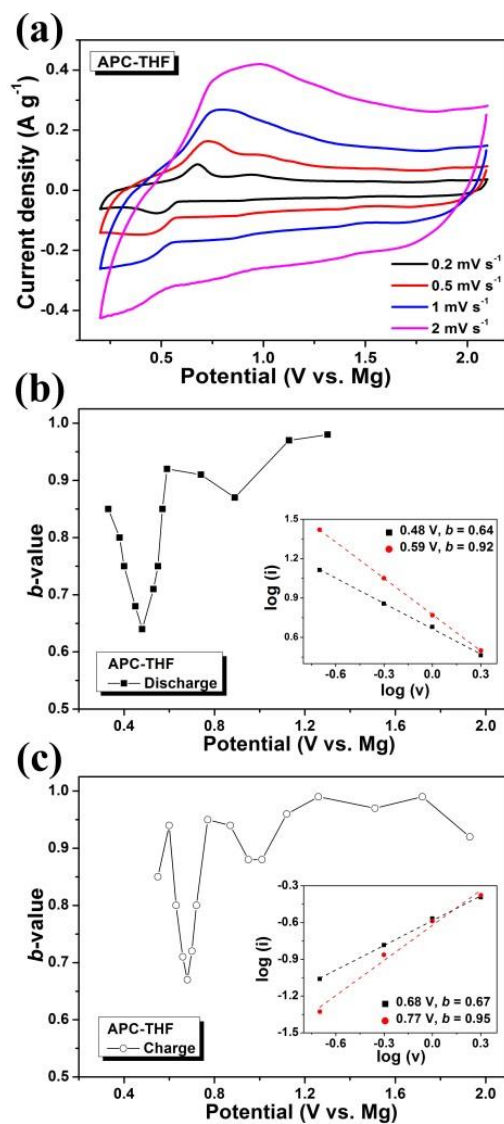 (a)
APC-THF
Current density (A g⁻¹)
0.4
0.2
0.0
-0.2
-0.4
0.2 mV s⁻¹
0.5 mV s⁻¹
1 mV s⁻¹
2 mV s⁻¹
0.5
1.0
1.5
2.0
Potential (V vs. Mg)
(b)
b-value
1.0
0.9
0.8
0.7
0.6
0.5
APC-THF
Discharge
log (i)
1.5
1.2
0.9
0.6
0.48 V, b = 0.64
0.59 V, b = 0.92
-0.6
-0.3
0.0
0.3
log (v)
0.4
0.8
1.2
1.6
2.0
Potential (V vs. Mg)
(c)
b-value
1.0
0.9
0.8
0.7
0.6
0.5
APC-THF
Charge
log (i)
-0.3
-0.6
-0.9
-1.2
-1.5
0.68 V, b = 0.67
0.77 V, b = 0.95
-0.6
-0.3
0.0
0.3
log (v)
0.4
0.8
1.2
1.6
2.0
Potential (V vs. Mg)